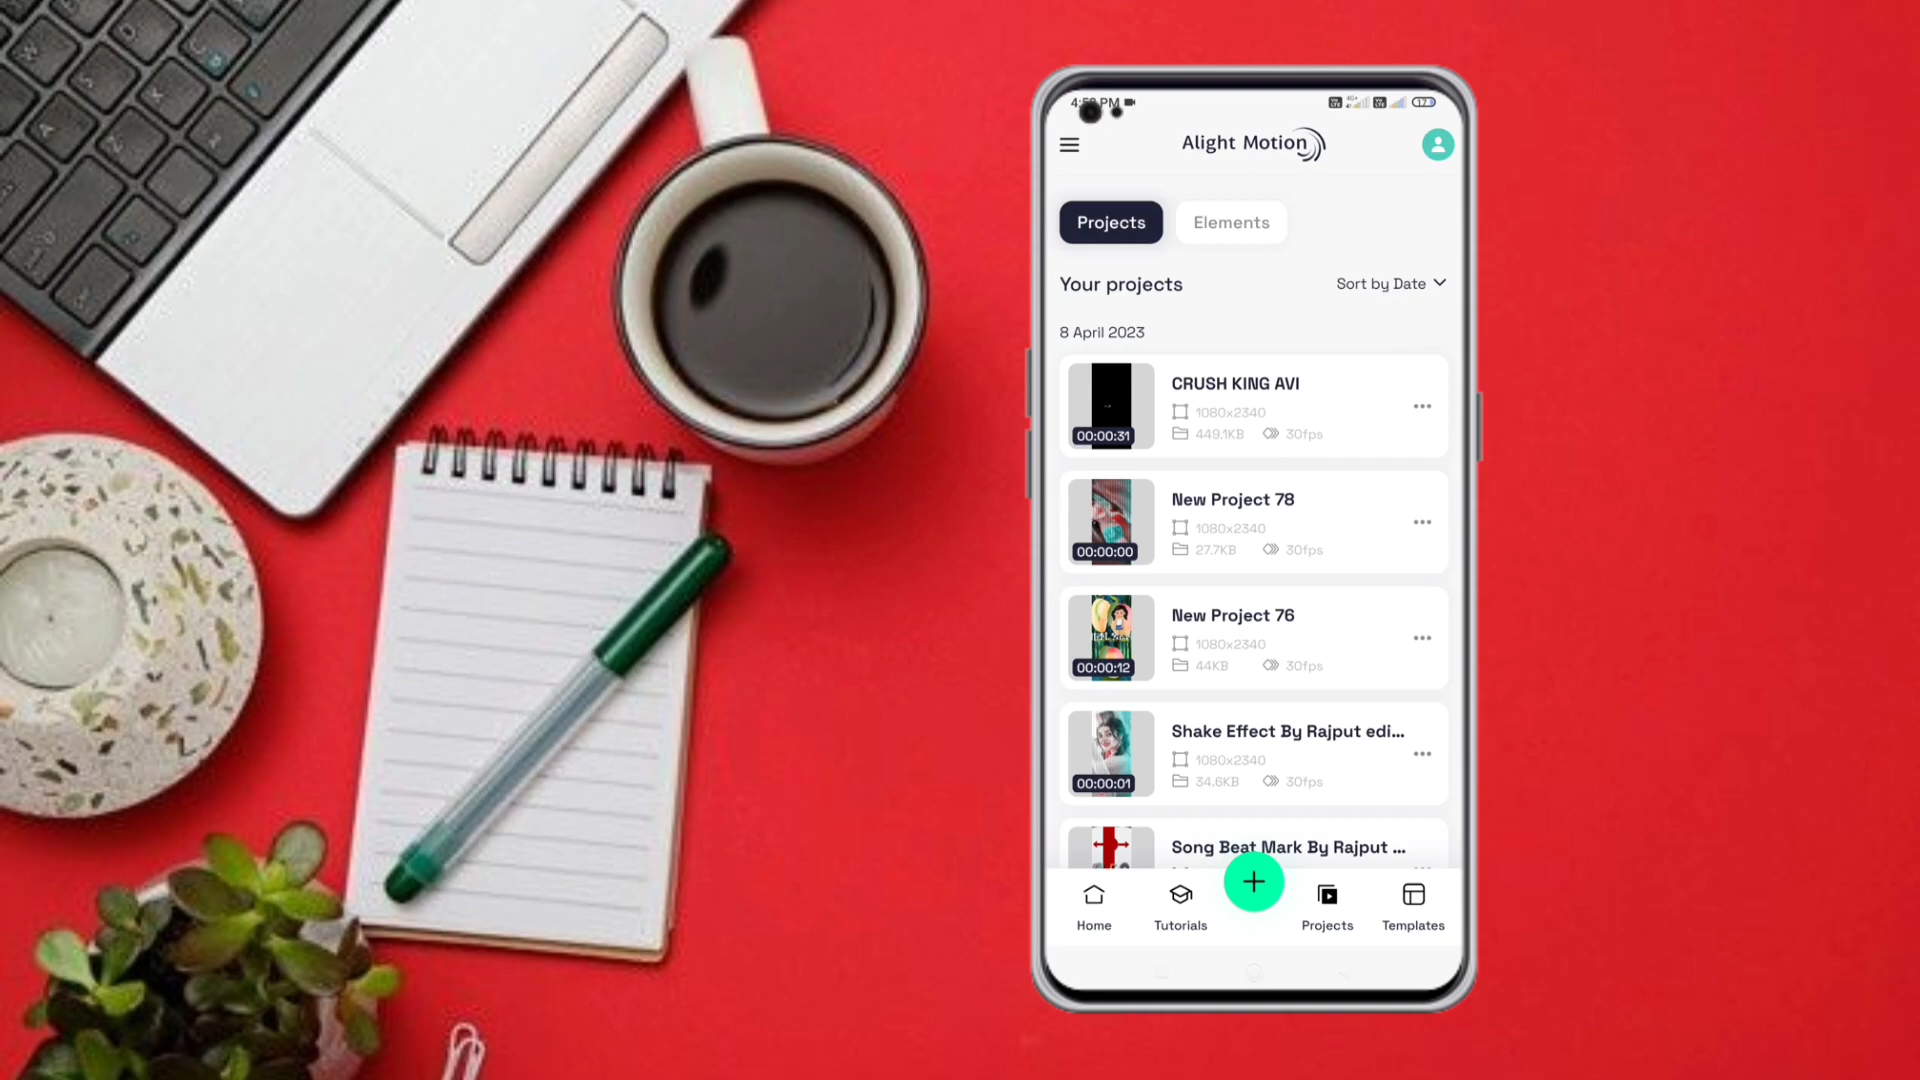 4:53 PM
Alight Motion
Projects
Elements
Your projects
Sort by Date
8 April 2023
CRUSH KING AVI
1080x2340
00:00:31
449.1KB
30fps
New Project 78
1080x2340
00:00:00
27.7KB
30fps
New Project 76
1080x2340
00:00:12
44KB
30fps
Shake Effect By Rajput edi...
1080x2340
00:00:01
34.6KB
30fps
Song Beat Mark By Rajput ...
Home
Tutorials
Projects
Templates